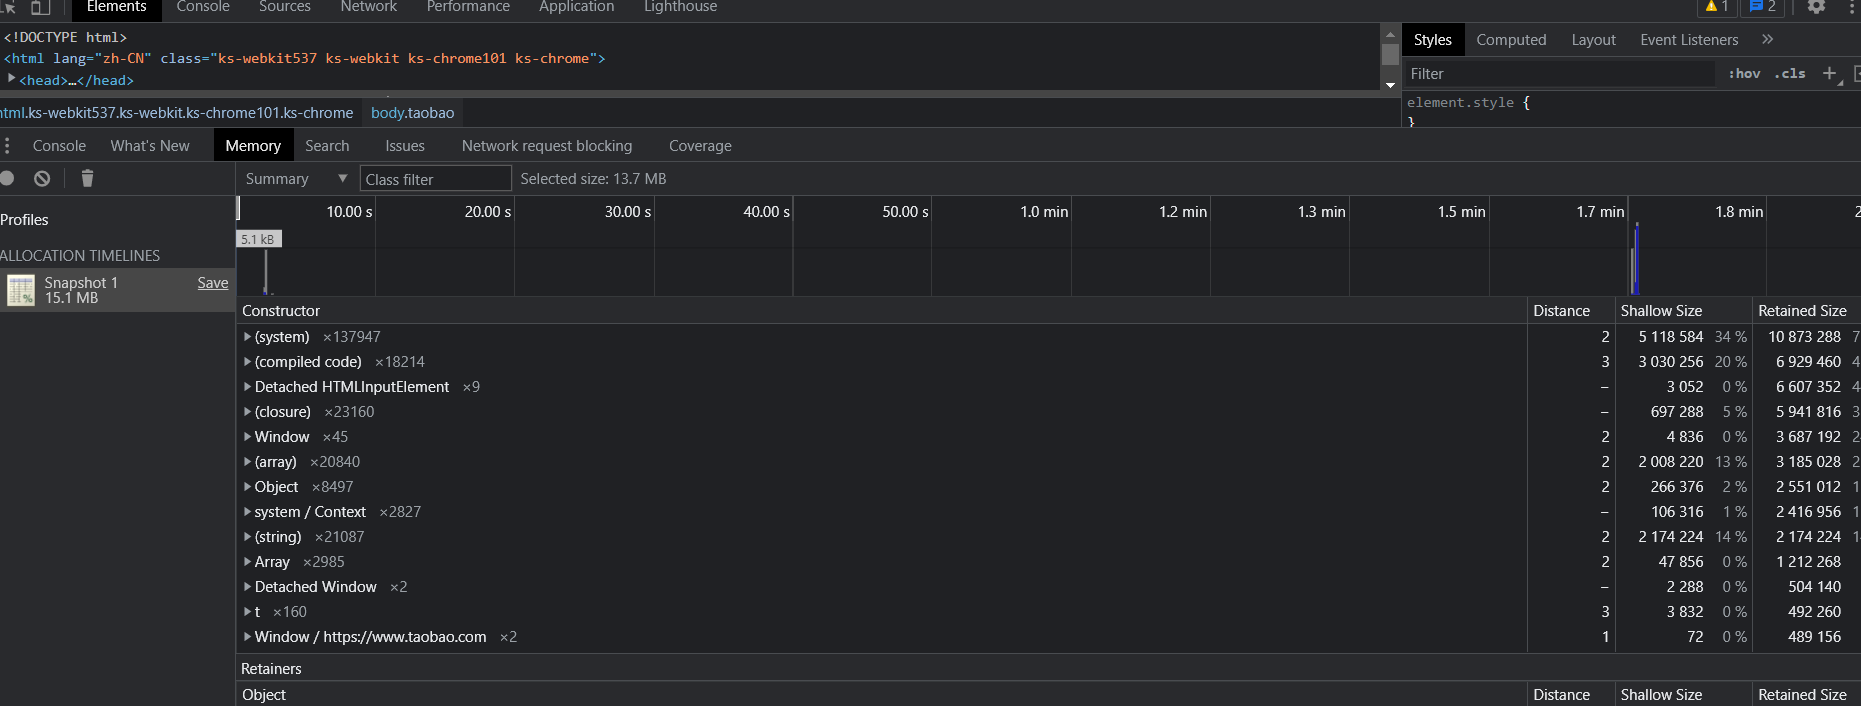 Elements Console Sources Network Performance Application Lighthouse 1 2
<!DOCTYPE html>
<html lang="zh-CN" class="ks-webkit537 ks-webkit ks-chrome101 ks-chrome">
<head>…</head>
html.ks-webkit537.ks-webkit.ks-chrome101.ks-chrome body.taobao
Styles Computed Layout Event Listeners »
Filter :hov .cls +
element.style {
}
Console What's New Memory Search Issues Network request blocking Coverage
Summary ▼ Class filter Selected size: 13.7 MB
Profiles
ALLOCATION TIMELINES
Snapshot 1 Save
15.1 MB
10.00 s 20.00 s 30.00 s 40.00 s 50.00 s 1.0 min 1.2 min 1.3 min 1.5 min 1.7 min 1.8 min 2
5.1 kB
Constructor Distance Shallow Size Retained Size
(system) ×137947 2 5 118 584 34 % 10 873 288 7
(compiled code) ×18214 3 3 030 256 20 % 6 929 460 4
Detached HTMLInputElement ×9 – 3 052 0 % 6 607 352 4
(closure) ×23160 – 697 288 5 % 5 941 816 3
Window ×45 2 4 836 0 % 3 687 192 2
(array) ×20840 2 2 008 220 13 % 3 185 028 2
Object ×8497 2 266 376 2 % 2 551 012 1
system / Context ×2827 – 106 316 1 % 2 416 956 1
(string) ×21087 2 2 174 224 14 % 2 174 224 1
Array ×2985 2 47 856 0 % 1 212 268
Detached Window ×2 – 2 288 0 % 504 140
t ×160 3 3 832 0 % 492 260
Window / https://www.taobao.com ×2 1 72 0 % 489 156
Retainers
Object Distance Shallow Size Retained Size